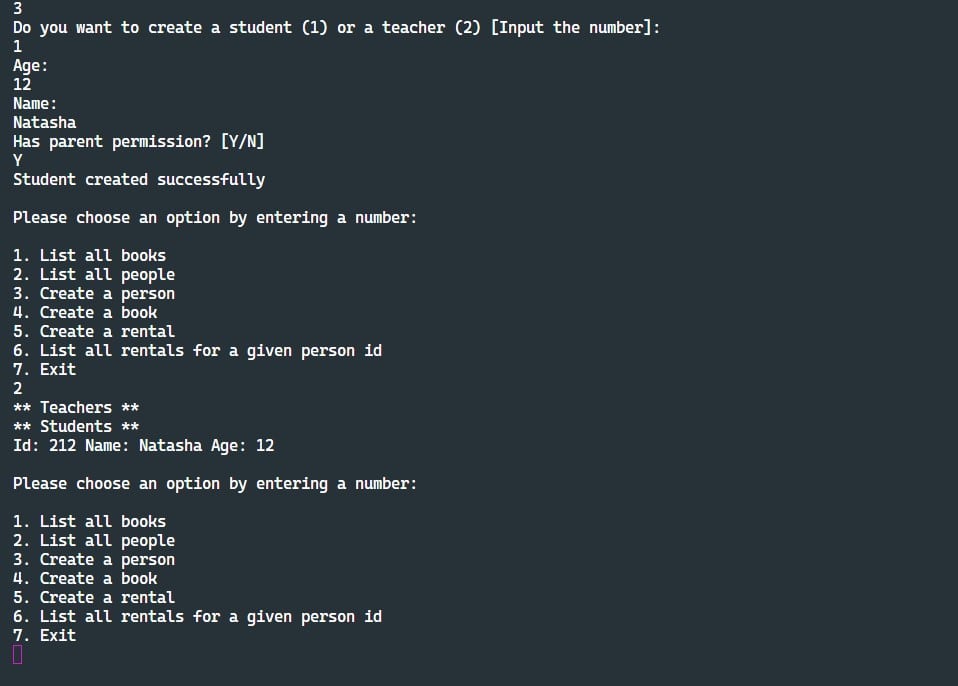 3
Do you want to create a student (1) or a teacher (2) [Input the number]:
1
Age:
12
Name:
Natasha
Has parent permission? [Y/N]
Y
Student created successfully
Please choose an option by entering a number:
1. List all books
2. List all people
3. Create a person
4. Create a book
5. Create a rental
6. List all rentals for a given person id
7. Exit
2
** Teachers **
** Students **
Id: 212 Name: Natasha Age: 12
Please choose an option by entering a number:
1. List all books
2. List all people
3. Create a person
4. Create a book
5. Create a rental
6. List all rentals for a given person id
7. Exit